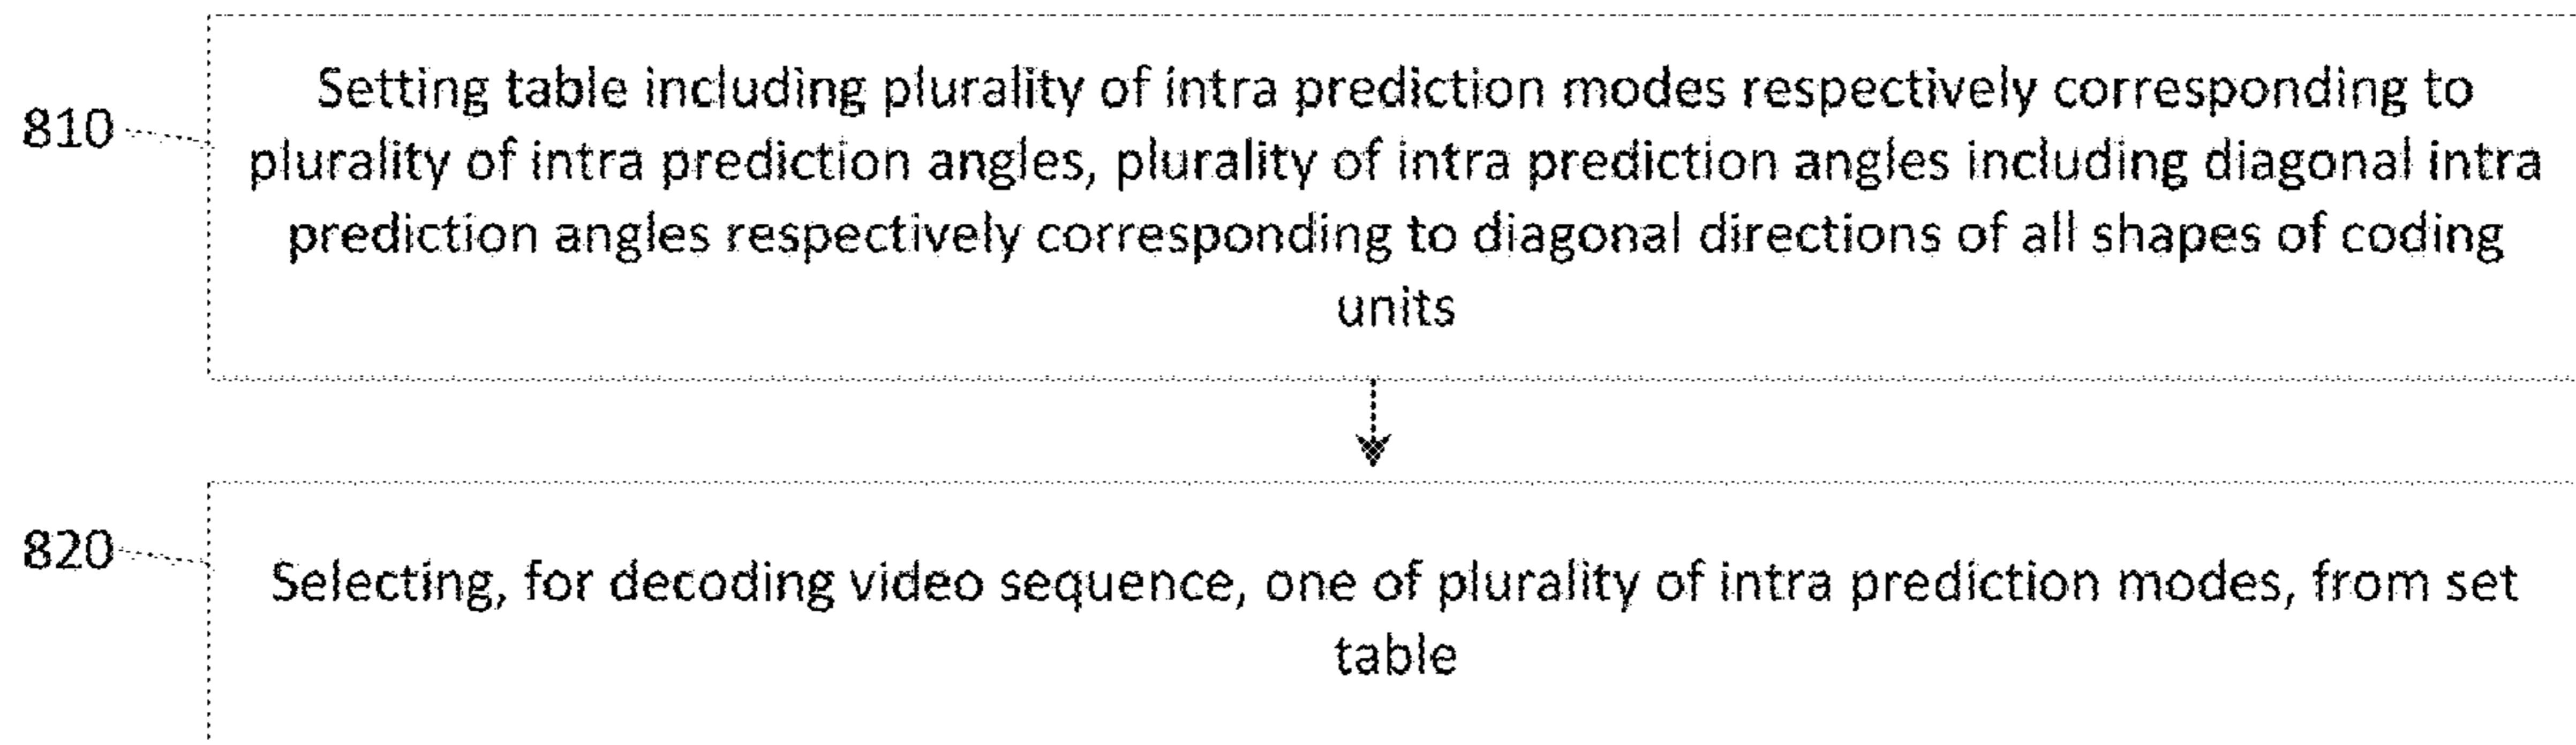 810
Setting table including plurality of intra prediction modes respectively corresponding to
plurality of intra prediction angles, plurality of intra prediction angles including diagonal intra
prediction angles respectively corresponding to diagonal directions of all shapes of coding
units
820
Selecting, for decoding video sequence, one of plurality of intra prediction modes, from set
table